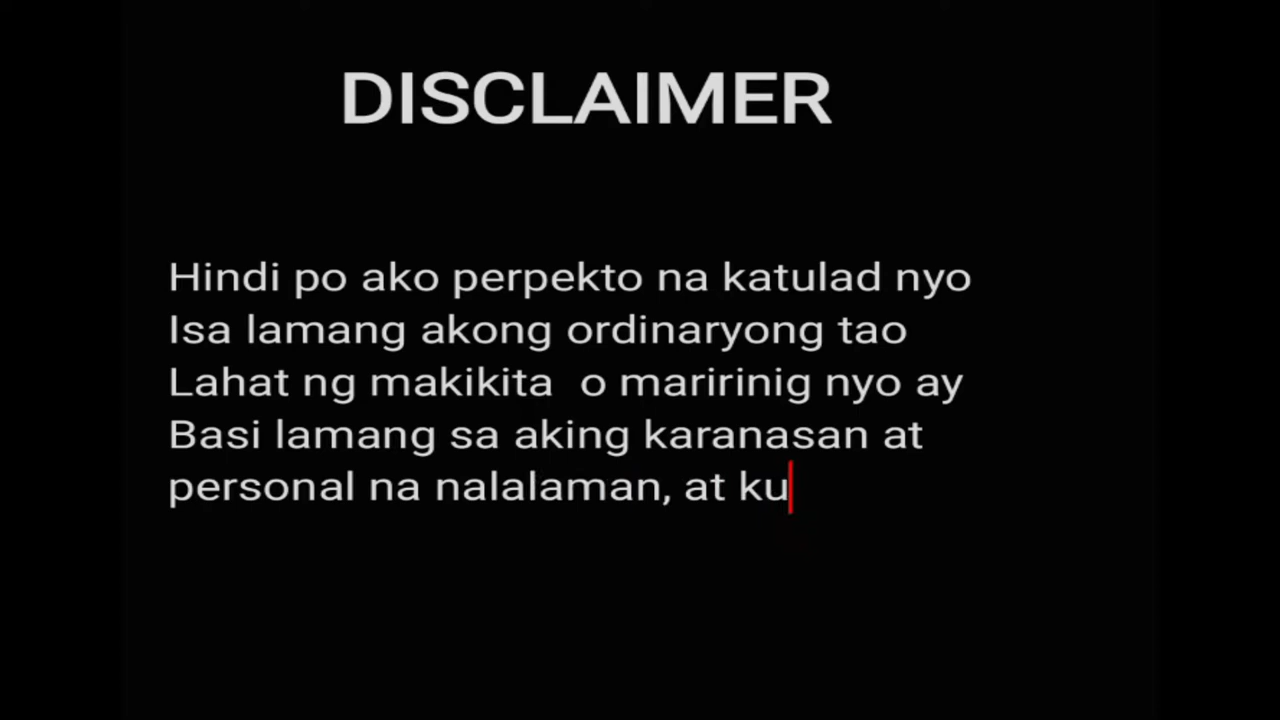 DISCLAIMER
Hindi po ako perpekto na katulad nyo
Isa lamang akong ordinaryong tao
Lahat ng makikita o maririnig nyo ay
Basi lamang sa aking karanasan at
personal na nalalaman, at ku